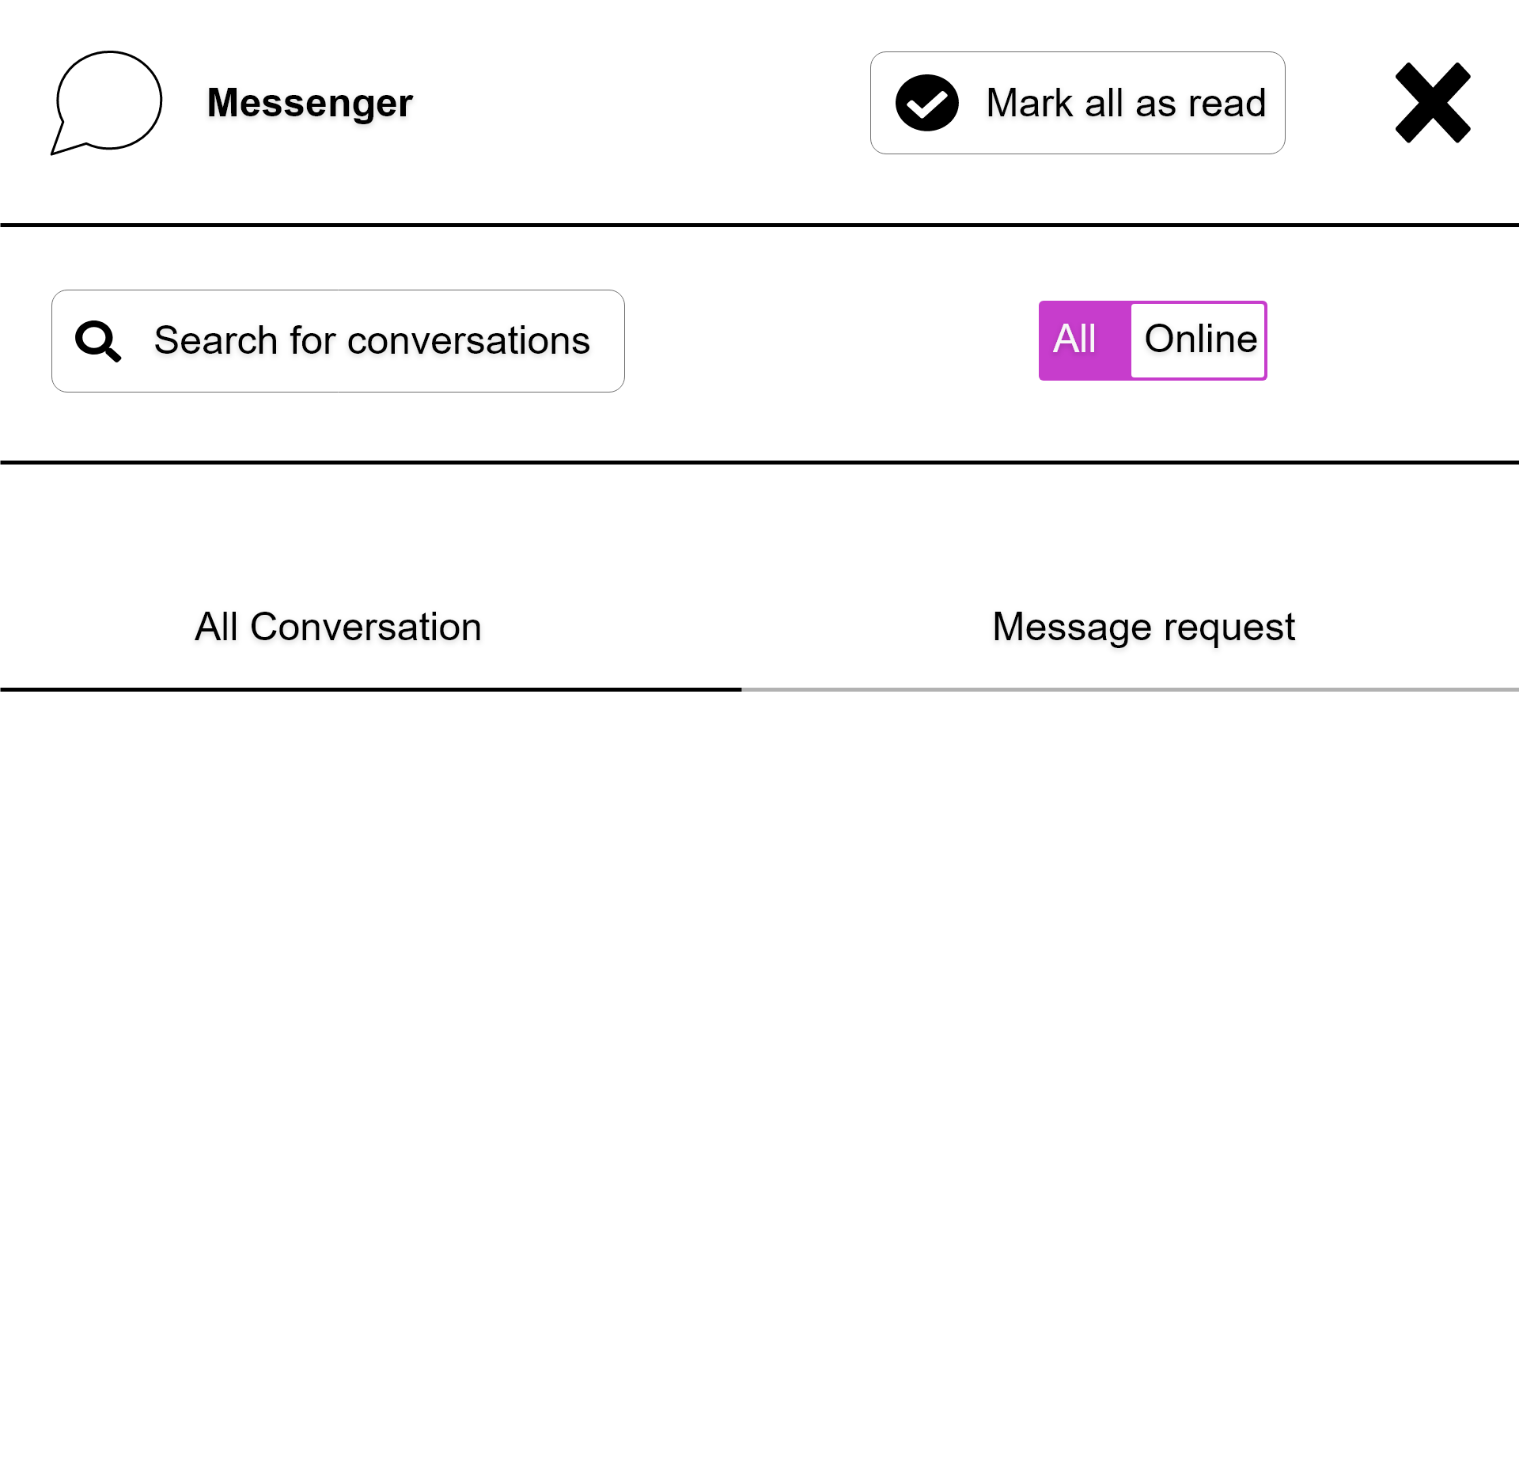 Messenger
Mark all as read
Search for conversations
All
Online
All Conversation
Message request